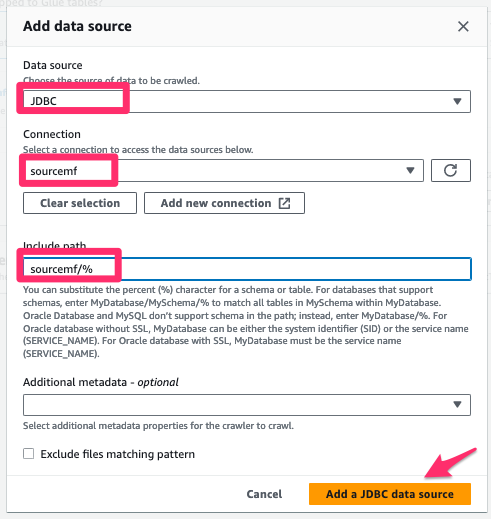 pped to Glue tables?
Add data source
Data source
Choose the source of data to be crawled.
JDBC
Connection
Select a connection to access the data sources below.
sourcemf
Clear selection
Add new connection
Include path
sourcemf/%
You can substitute the percent (%) character for a schema or table. For databases that support
schemas, enter MyDatabase/MySchema/% to match all tables in MySchema within MyDatabase.
Oracle Database and MySQL don't support schema in the path; instead, enter MyDatabase/%. For
Oracle database without SSL, MyDatabase can be either the system identifier (SID) or the service name
(SERVICE_NAME). For Oracle database with SSL, MyDatabase must be the service name
(SERVICE_NAME).
Additional metadata - optional
Select additional metadata properties for the crawler to crawl.
Exclude files matching pattern
Cancel
Add a JDBC data source